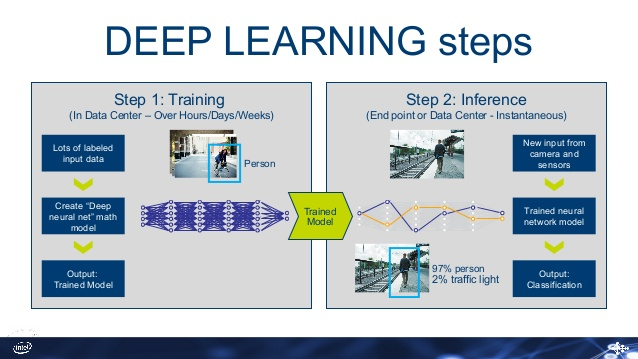 DEEP LEARNING steps
Step 1: Training
(In Data Center – Over Hours/Days/Weeks)
Lots of labeled
input data
Person
Create “Deep
neural net” math
model
Output:
Trained Model
Trained
Model
Step 2: Inference
(End point or Data Center - Instantaneous)
New input from
camera and
sensors
Trained neural
network model
97% person
2% traffic light
Output:
Classification
intel